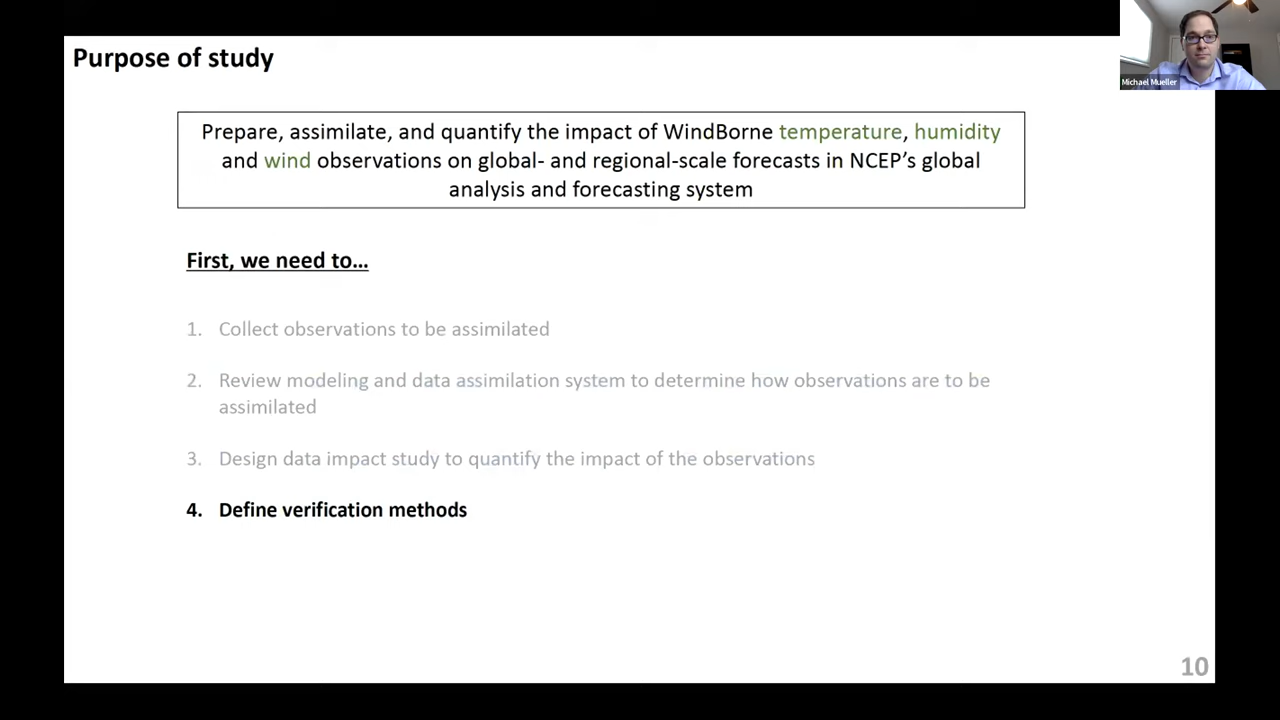 Purpose of study
Michael Mueller
Prepare, assimilate, and quantify the impact of WindBorne temperature, humidity
and wind observations on global- and regional-scale forecasts in NCEP’s global
analysis and forecasting system
First, we need to…
1. Collect observations to be assimilated
2. Review modeling and data assimilation system to determine how observations are to be
assimilated
3. Design data impact study to quantify the impact of the observations
4. Define verification methods
10